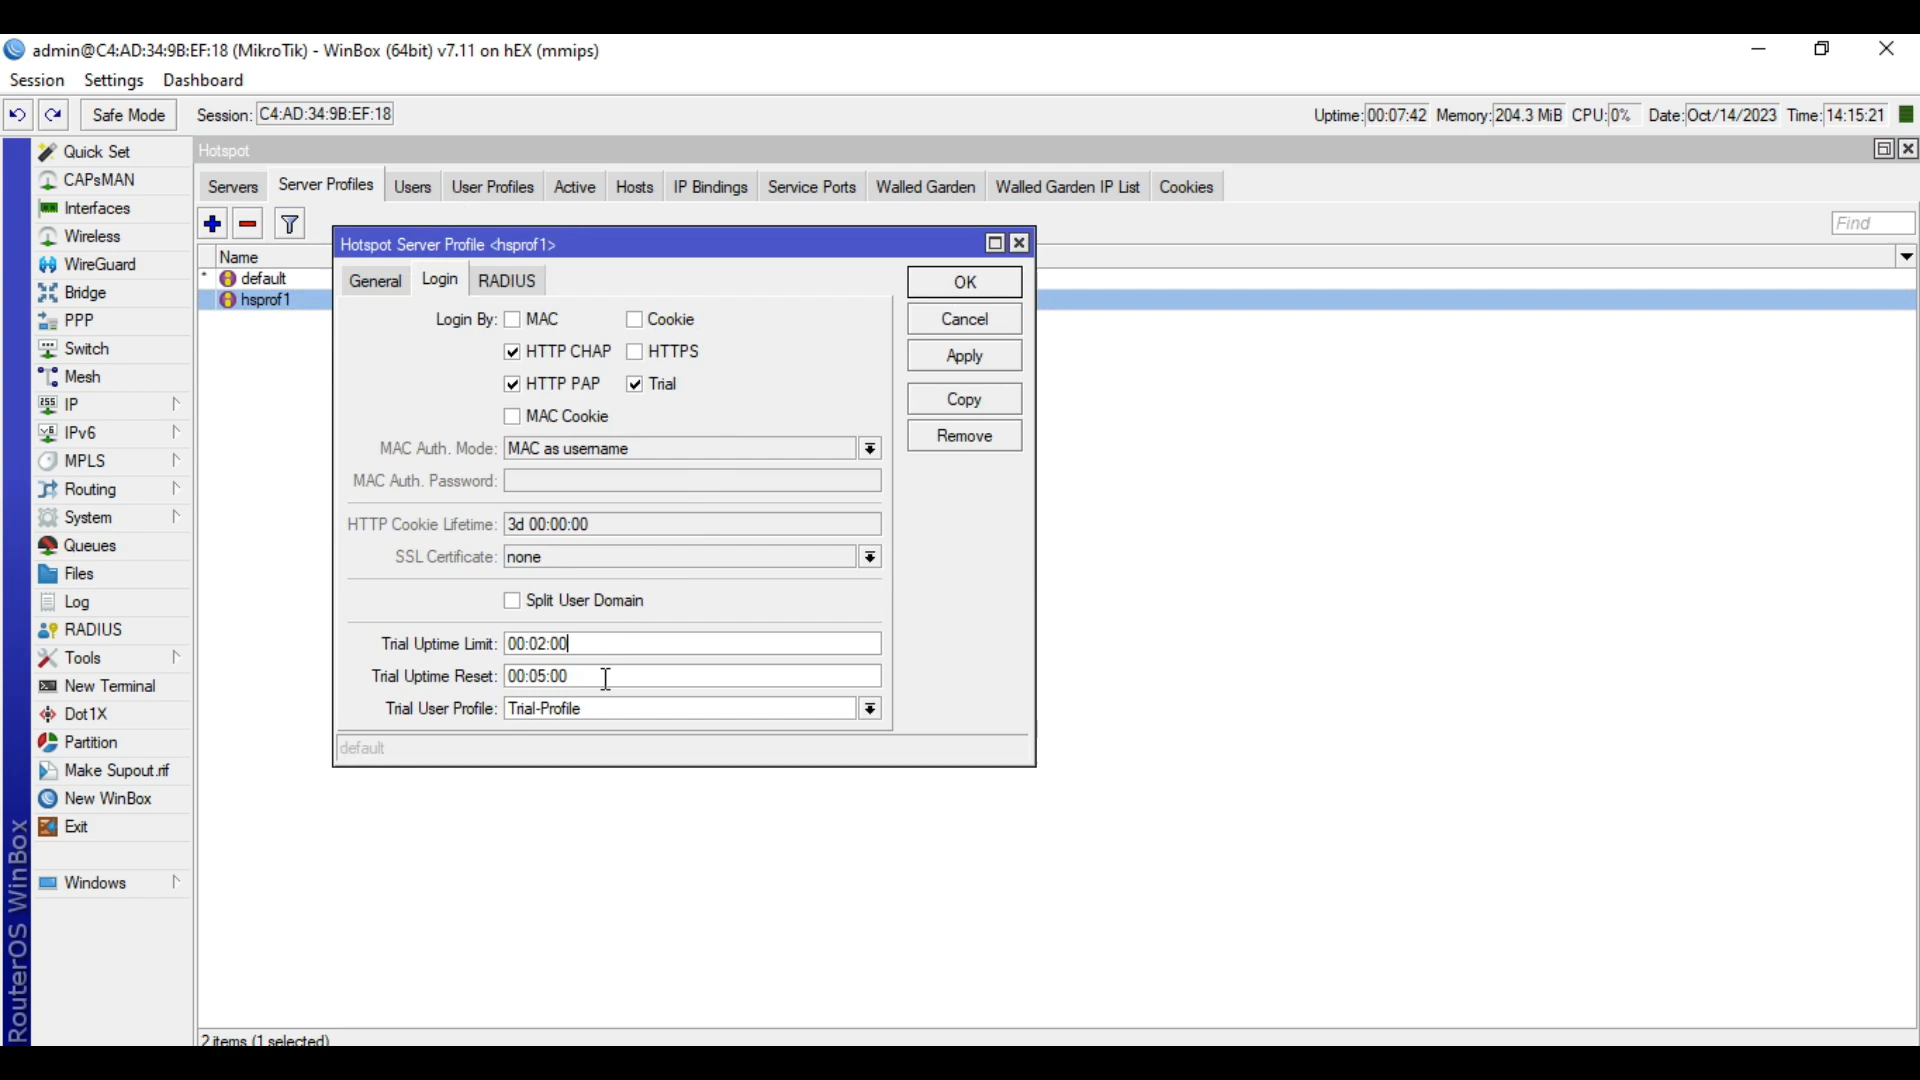 admin@C4:AD:34:9B:EF:18 (MikroTik) - WinBox (64bit) v7.11 on hEX (mmips)
Session Settings Dashboard
Safe Mode Session: C4:AD:34:9B:EF:18 Uptime: 00:07:42 Memory: 204.3 MiB CPU: 0% Date: Oct/14/2023 Time: 14:15:21
Quick Set
CAPsMAN
Interfaces
Wireless
WireGuard
Bridge
PPP
Switch
Mesh
IP
IPv6
MPLS
Routing
System
Queues
Files
Log
RADIUS
Tools
New Terminal
Dot1X
Partition
Make Supout.rif
New WinBox
Exit
Windows
RouterOS WinBox
Hotspot
Servers Server Profiles Users User Profiles Active Hosts IP Bindings Service Ports Walled Garden Walled Garden IP List Cookies
Find
Name
* default
hsprof1
Hotspot Server Profile <hsprof1>
General Login RADIUS
Login By: MAC Cookie
HTTP CHAP HTTPS
HTTP PAP Trial
MAC Cookie
MAC Auth. Mode: MAC as username
MAC Auth. Password:
HTTP Cookie Lifetime: 3d 00:00:00
SSL Certificate: none
Split User Domain
Trial Uptime Limit: 00:02:00
Trial Uptime Reset: 00:05:00
Trial User Profile: Trial-Profile
default
OK
Cancel
Apply
Copy
Remove
2 items (1 selected)